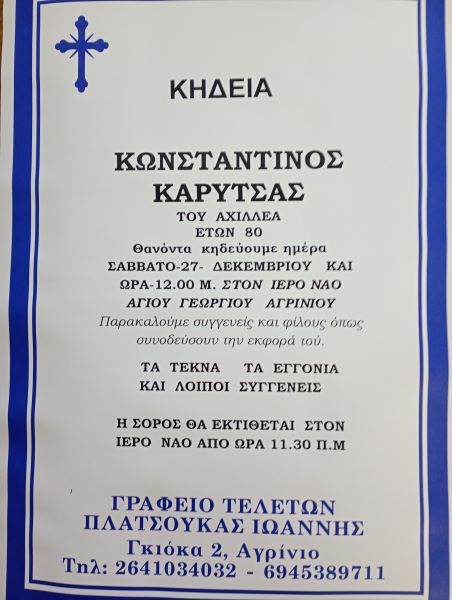 ΚΗΔΕΙΑ
ΚΩΝΣΤΑΝΤΙΝΟΣ
ΚΑΡΥΤΣΑΣ
ΤΟΥ ΑΧΙΛΛΕΑ
ΕΤΩΝ 80
Θανόντα κηδεύουμε ημέρα
ΣΑΒΒΑΤΟ-27- ΔΕΚΕΜΒΡΙΟΥ ΚΑΙ
ΩΡΑ-12.00 Μ. ΣΤΟΝ ΙΕΡΟ ΝΑΟ
ΑΓΙΟΥ ΓΕΩΡΓΙΟΥ ΑΓΡΙΝΙΟΥ
Παρακαλούμε συγγενείς και φίλους όπως
συνοδεύσουν την εκφορά τού.
ΤΑ ΤΕΚΝΑ ΤΑ ΕΓΓΟΝΙΑ
ΚΑΙ ΛΟΙΠΟΙ ΣΥΓΓΕΝΕΙΣ
Η ΣΟΡΟΣ ΘΑ ΕΚΤΙΘΕΤΑΙ ΣΤΟΝ
ΙΕΡΟ ΝΑΟ ΑΠΟ ΩΡΑ 11.30 Π.Μ
ΓΡΑΦΕΙΟ ΤΕΛΕΤΩΝ
ΠΛΑΤΣΟΥΚΑΣ ΙΩΑΝΝΗΣ
Γκιόκα 2, Αγρίνιο
Τηλ: 2641034032 - 6945389711